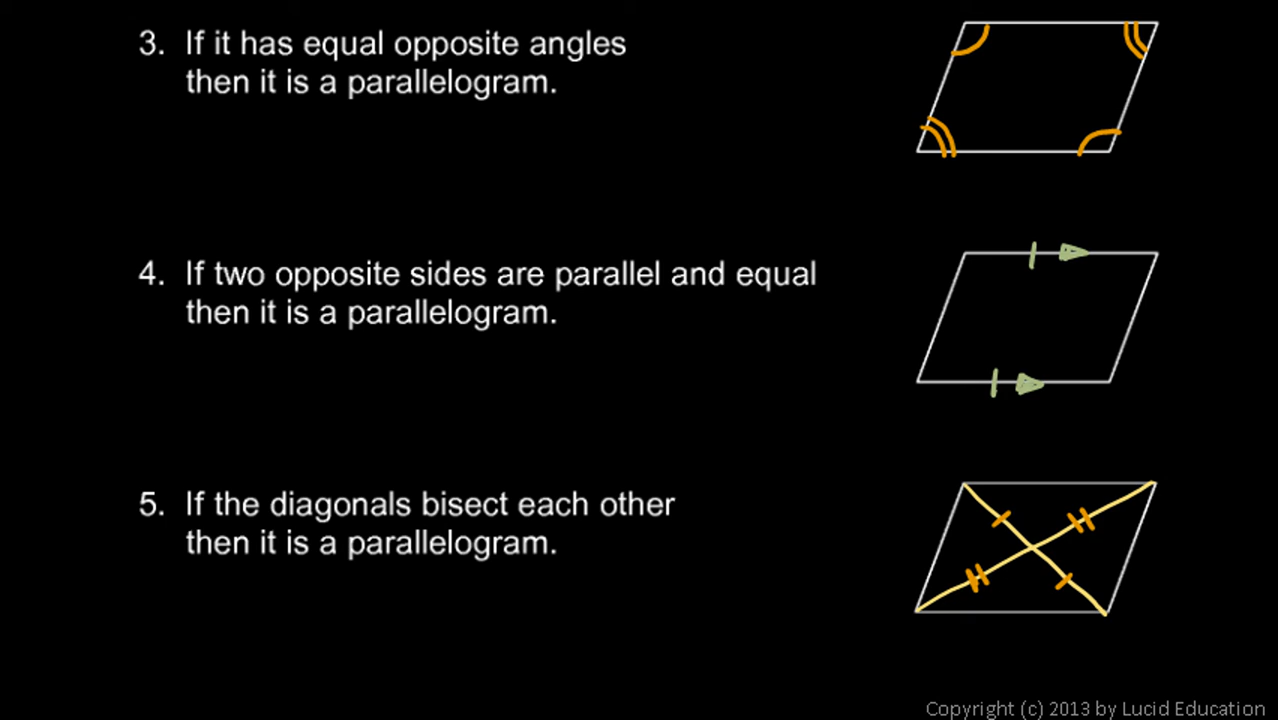 3. If it has equal opposite angles
then it is a parallelogram.
4. If two opposite sides are parallel and equal
then it is a parallelogram.
5. If the diagonals bisect each other
then it is a parallelogram.
Copyright (c) 2013 by Lucid Education